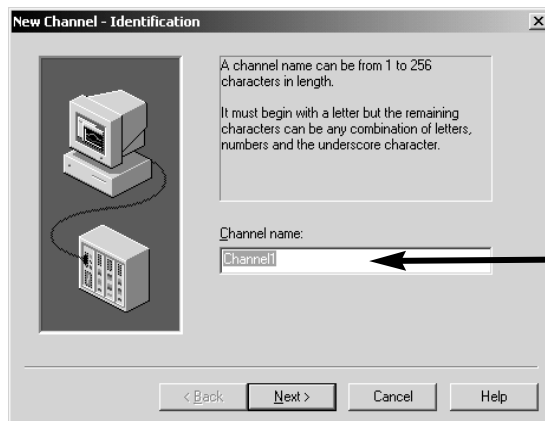 New Channel - Identification
A channel name can be from 1 to 256
characters in length.
It must begin with a letter but the remaining
characters can be any combination of letters,
numbers and the underscore character.
Channel name:
Channel1
< Back
Next >
Cancel
Help